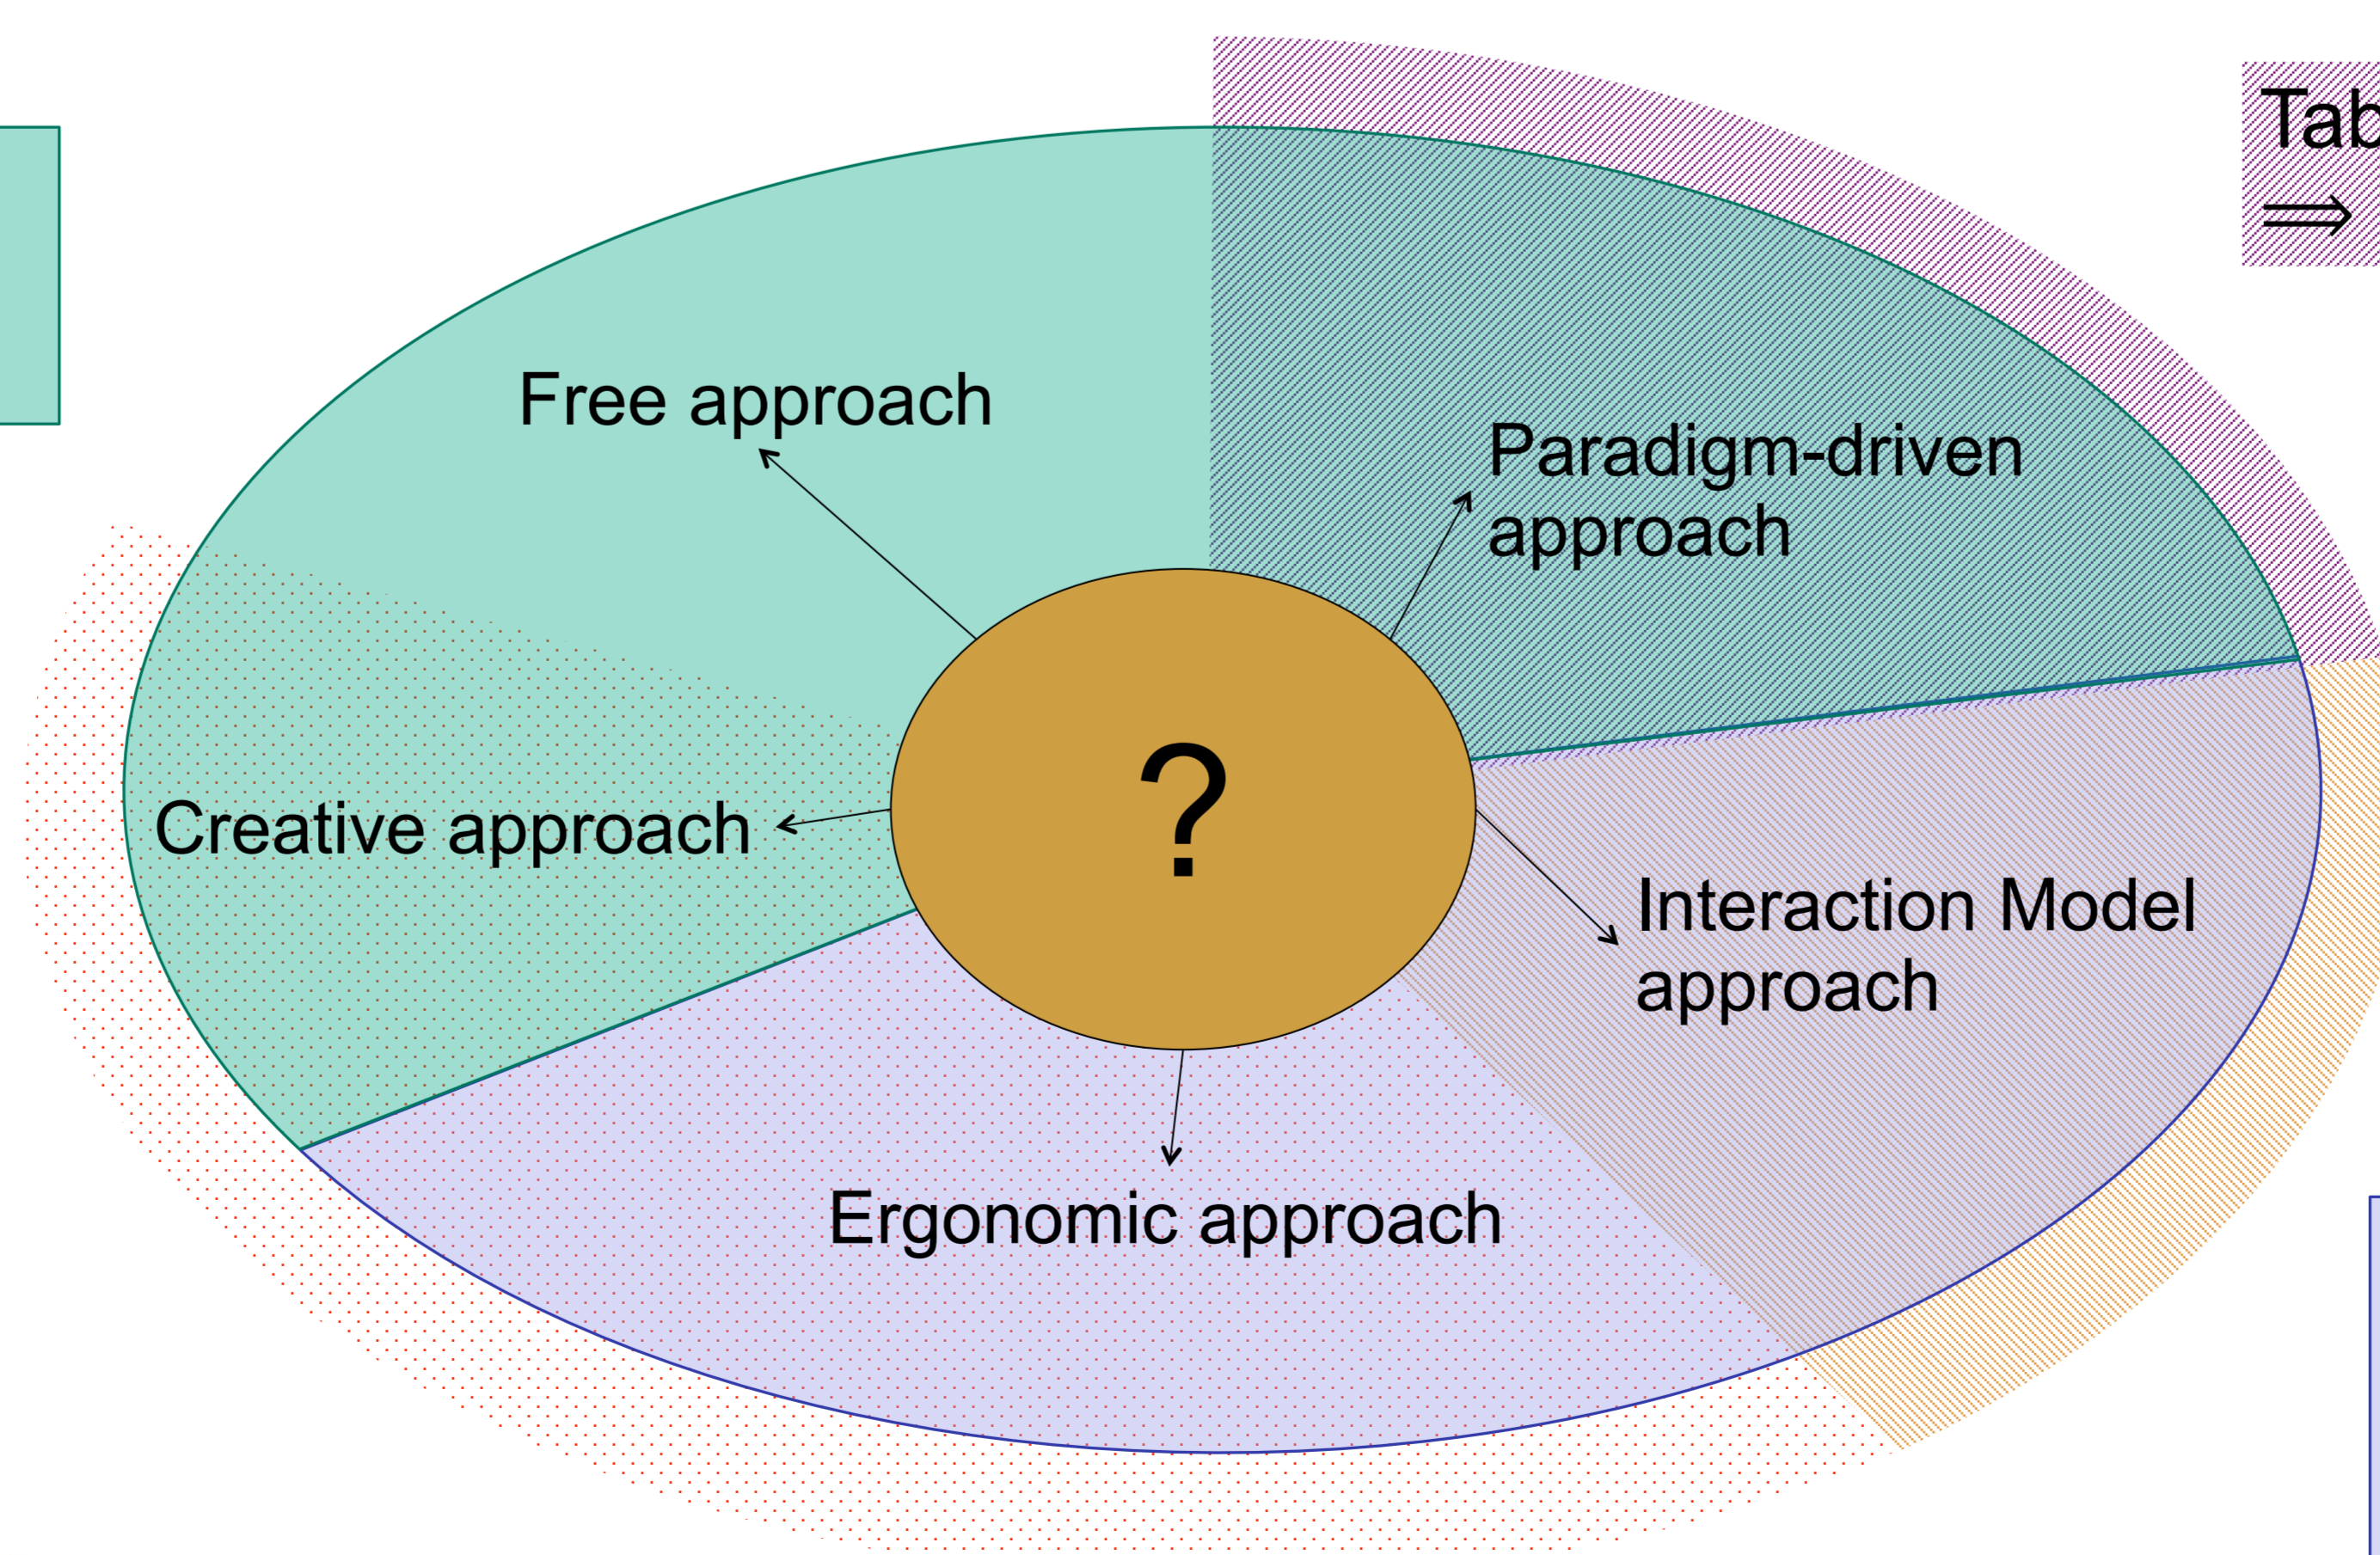 Free approach
Paradigm-driven
approach
Creative approach
?
Interaction Model
approach
Ergonomic approach
⇒